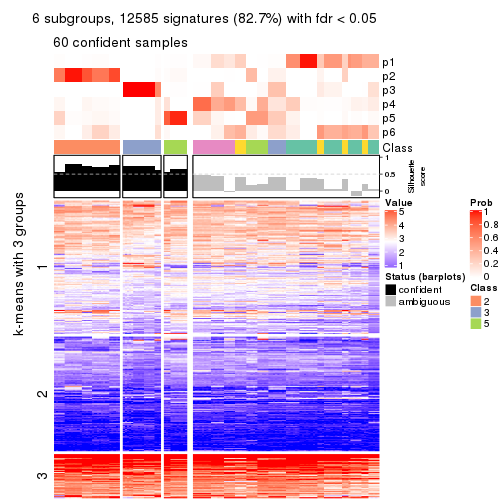 6 subgroups, 12585 signatures (82.7%) with fdr < 0.05
60 confident samples
p1
p2
p3
p4
p5
p6
Class
1
0.5
0
Silhouette
score
k-means with 3 groups
1
2
3
Value
5
4
3
2
1
Status (barplots)
confident
ambiguous
Prob
1
0.8
0.6
0.4
0.2
0
Class
2
3
5